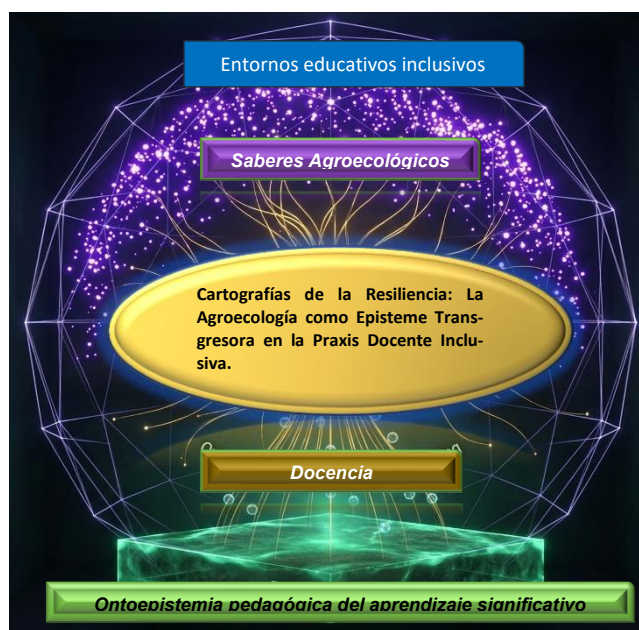 Entornos educativos inclusivos
Saberes Agroecológicos
Cartografías de la Resiliencia: La
Agroecología como Episteme Trans-
gresora en la Praxis Docente Inclu-
siva.
Docencia
Ontoepistemia pedagógica del aprendizaje significativo